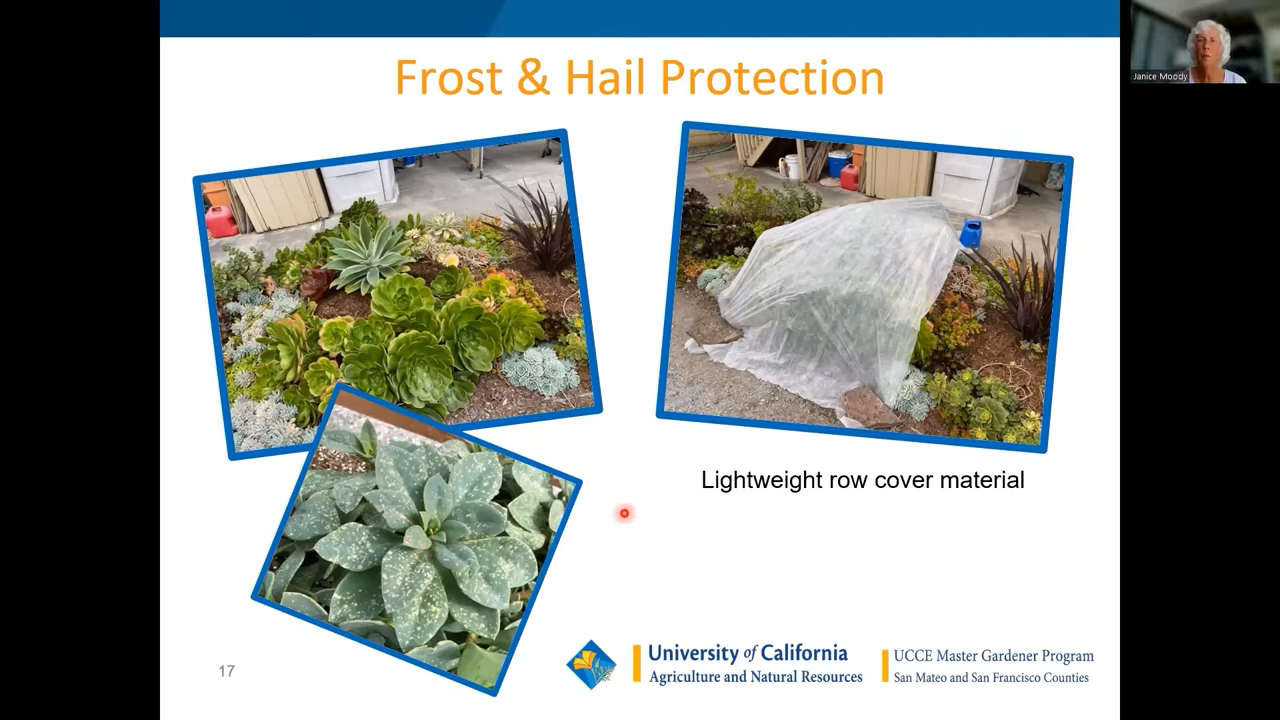 Frost & Hail Protection
Janice Moody
Lightweight row cover material
17
University of California
Agriculture and Natural Resources
UCCE Master Gardener Program
San Mateo and San Francisco Counties